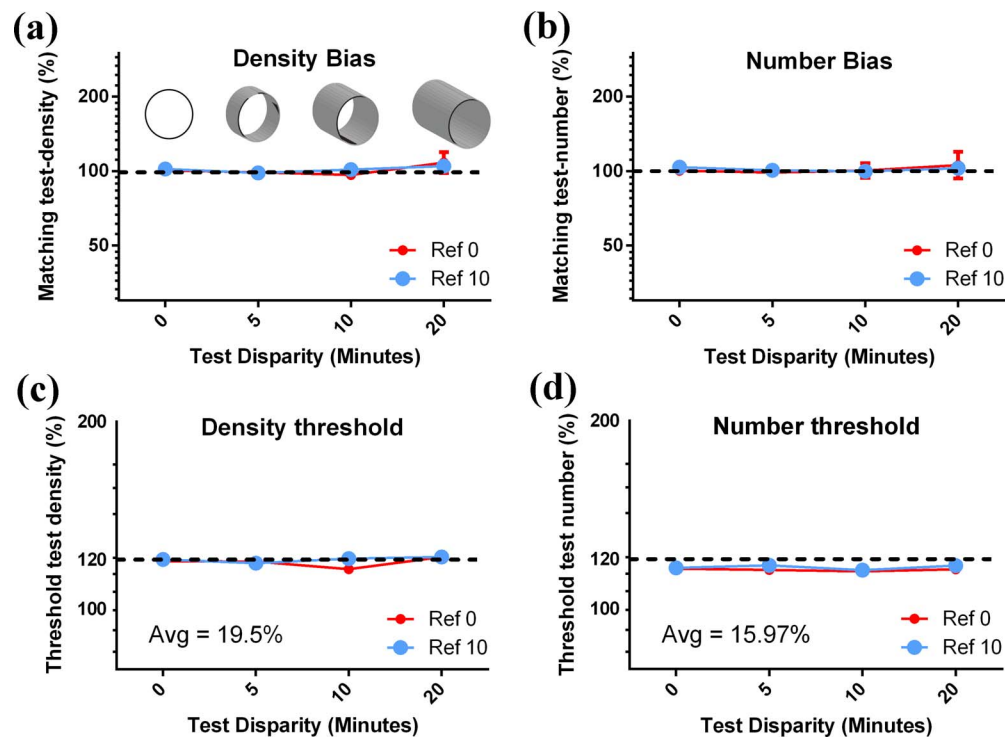 (a)
Density Bias
Matching test-density (%)
200
100
50
Ref 0
Ref 10
0
5
10
20
Test Disparity (Minutes)
(b)
Number Bias
Matching test-number (%)
200
100
50
Ref 0
Ref 10
0
5
10
20
Test Disparity (Minutes)
(c)
Density threshold
Threshold test density (%)
200
120
100
Avg = 19.5%
Ref 0
Ref 10
0
5
10
20
Test Disparity (Minutes)
(d)
Number threshold
Threshold test number (%)
200
120
100
Avg = 15.97%
Ref 0
Ref 10
0
5
10
20
Test Disparity (Minutes)